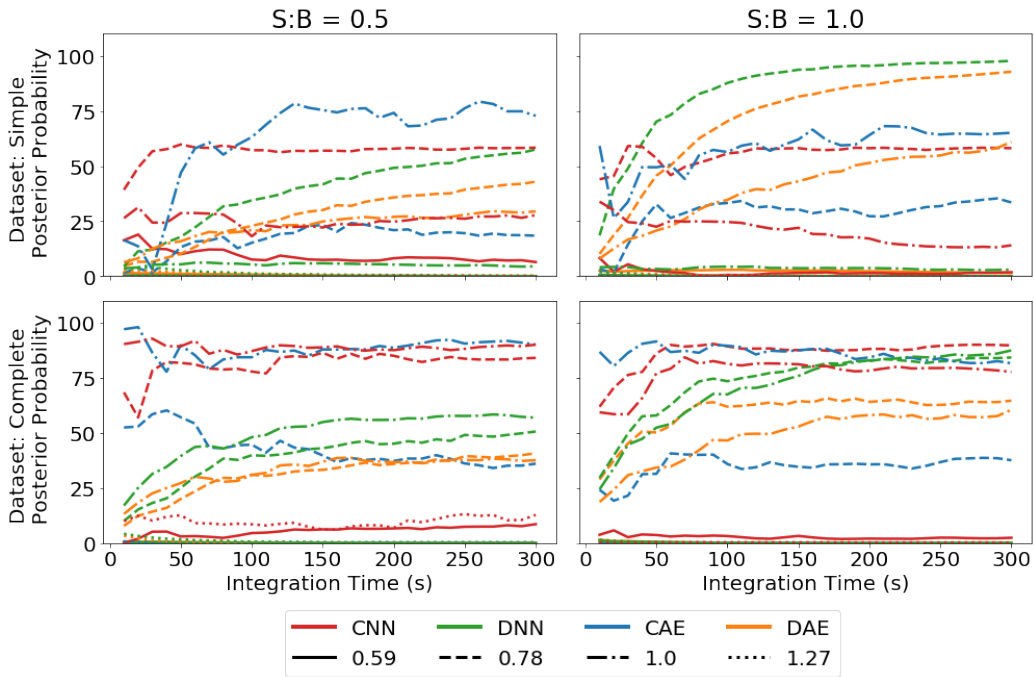 S:B = 0.5
S:B = 1.0
Dataset: Simple
Posterior Probability
100
75
50
25
0
Dataset: Complete
Posterior Probability
100
75
50
25
0
0 50 100 150 200 250 300
Integration Time (s)
0 50 100 150 200 250 300
Integration Time (s)
CNN DNN CAE DAE
0.59 0.78 1.0 1.27